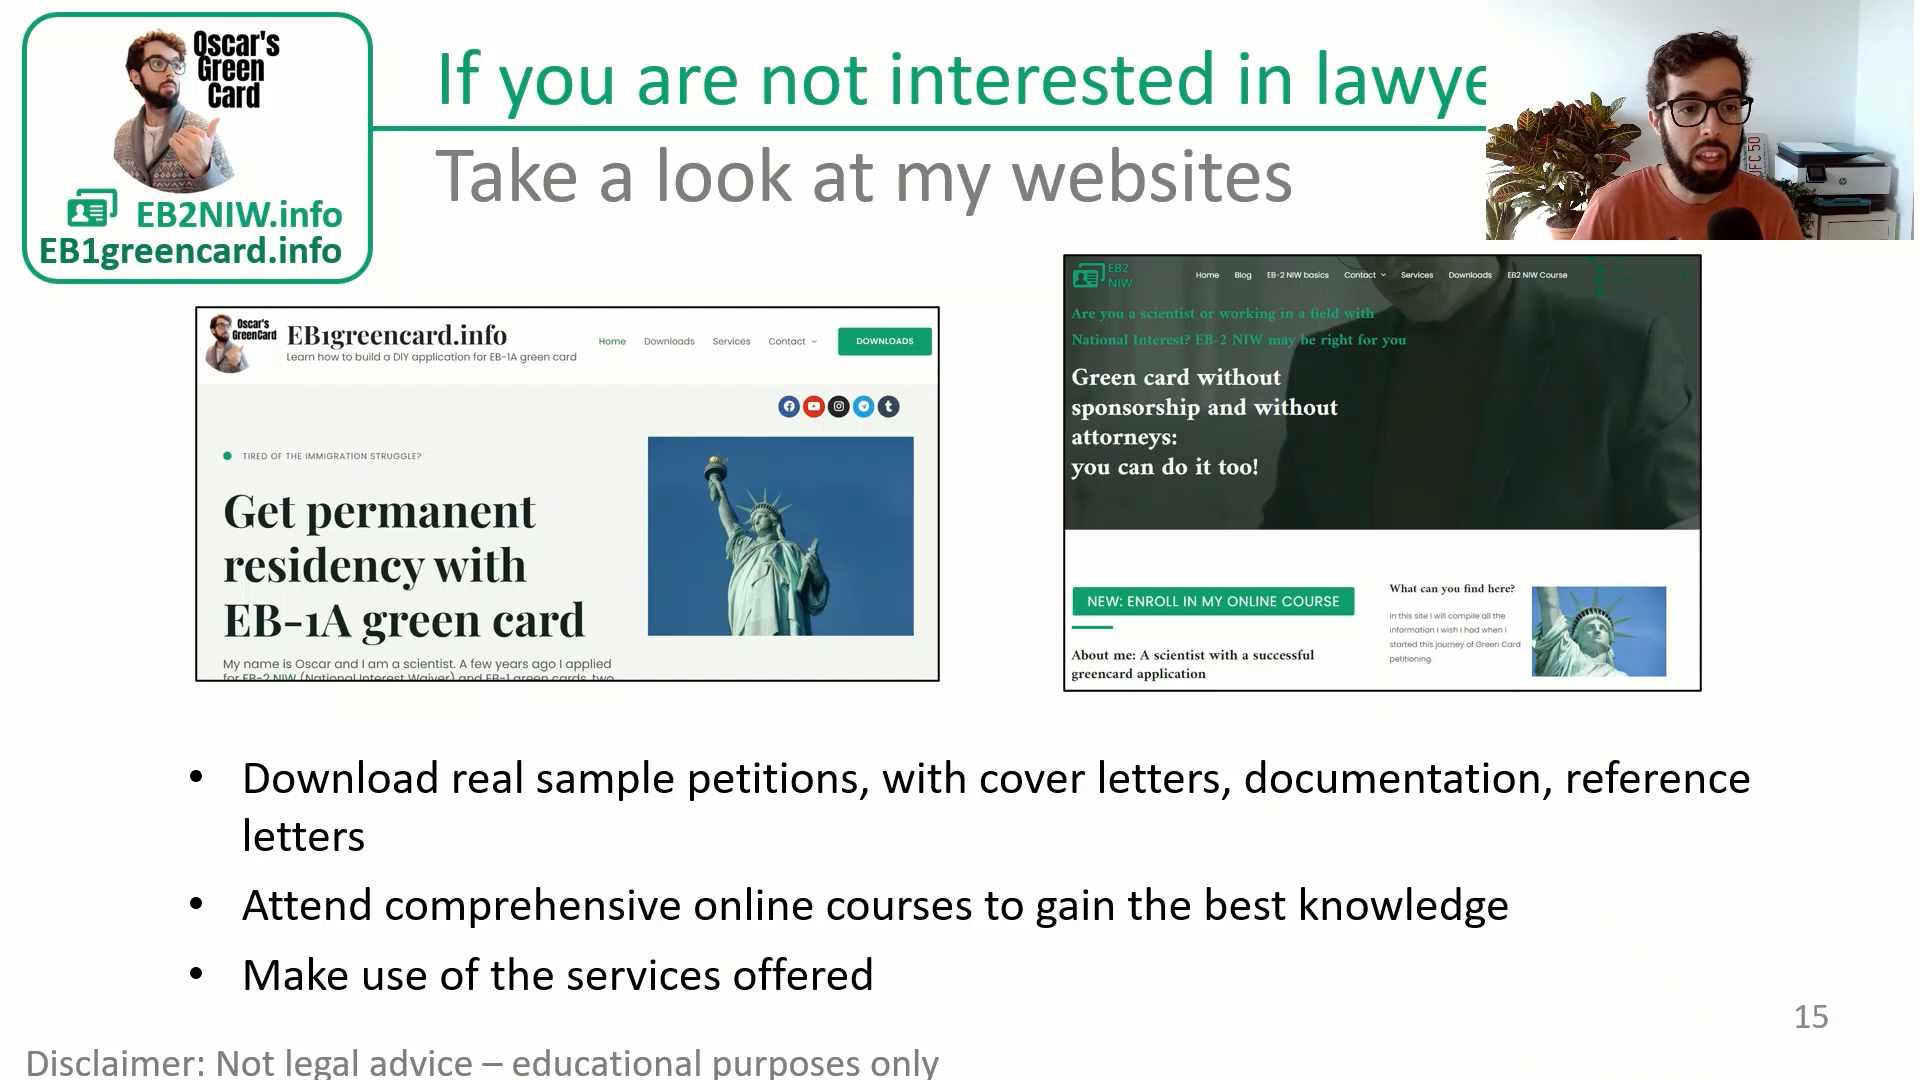 Oscar's
Green
Card
EB2NIW.info
EB1greencard.info
If you are not interested in lawye
Take a look at my websites
FC 50
Oscar's
GreenCard
EB1greencard.info
Learn how to build a DIY application for EB-1A green card
Home Downloads Services Contact DOWNLOADS
TIRED OF THE IMMIGRATION STRUGGLE?
Get permanent
residency with
EB-1A green card
My name is Oscar and I am a scientist. A few years ago I applied
for EB-2 NIW (National Interest Waiver) and EB-1 green cards, two
EB2
NIW
Home Blog EB-2 NIW basics Contact Services Downloads EB2 NIW Course
Are you a scientist or working in a field with
National Interest? EB-2 NIW may be right for you
Green card without
sponsorship and without
attorneys:
you can do it too!
NEW: ENROLL IN MY ONLINE COURSE
About me: A scientist with a successful
greencard application
What can you find here?
In this site I will compile all the
information I wish I had when I
started this journey of Green Card
petitioning.
• Download real sample petitions, with cover letters, documentation, reference
letters
• Attend comprehensive online courses to gain the best knowledge
• Make use of the services offered
15
Disclaimer: Not legal advice – educational purposes only